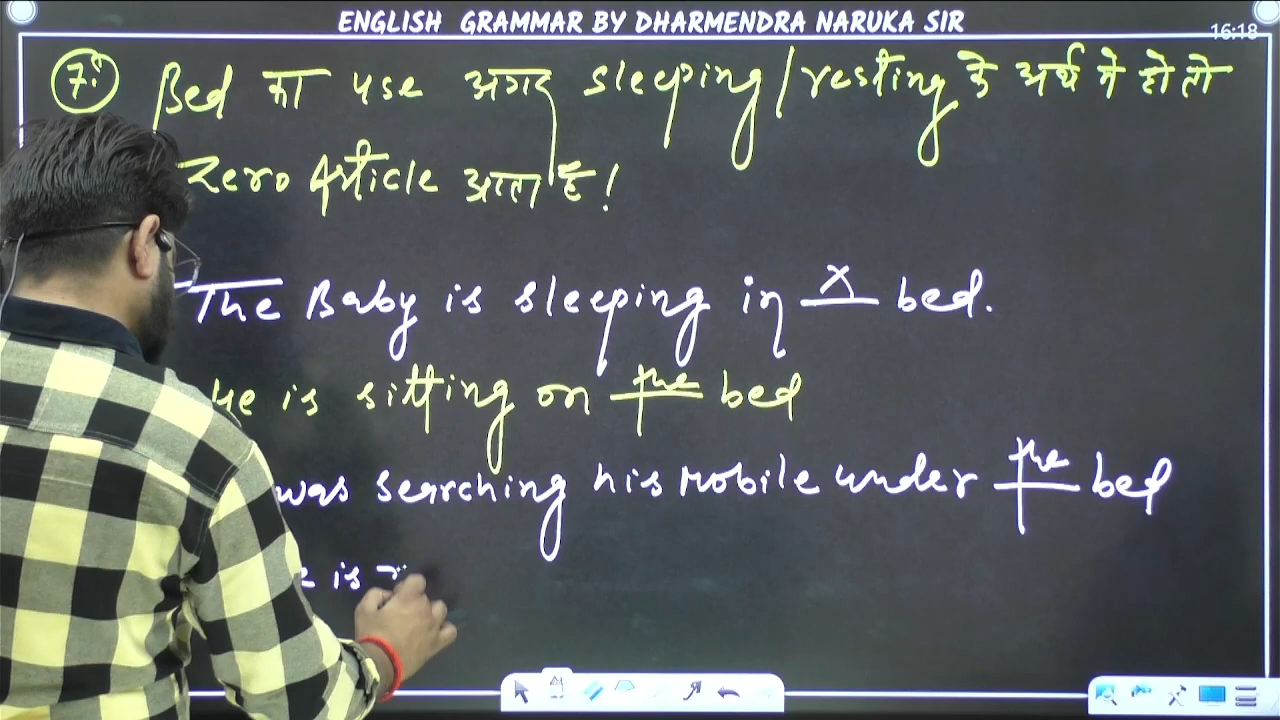 ENGLISH GRAMMAR BY DHARMENDRA NARUKA SIR
16:18
7. Bed का use अगर sleeping/resting के अर्थ मे हो तो
Zero Article आता है!
The Baby is sleeping in x bed.
He is sitting on the bed
was searching his Mobile under the bed
is